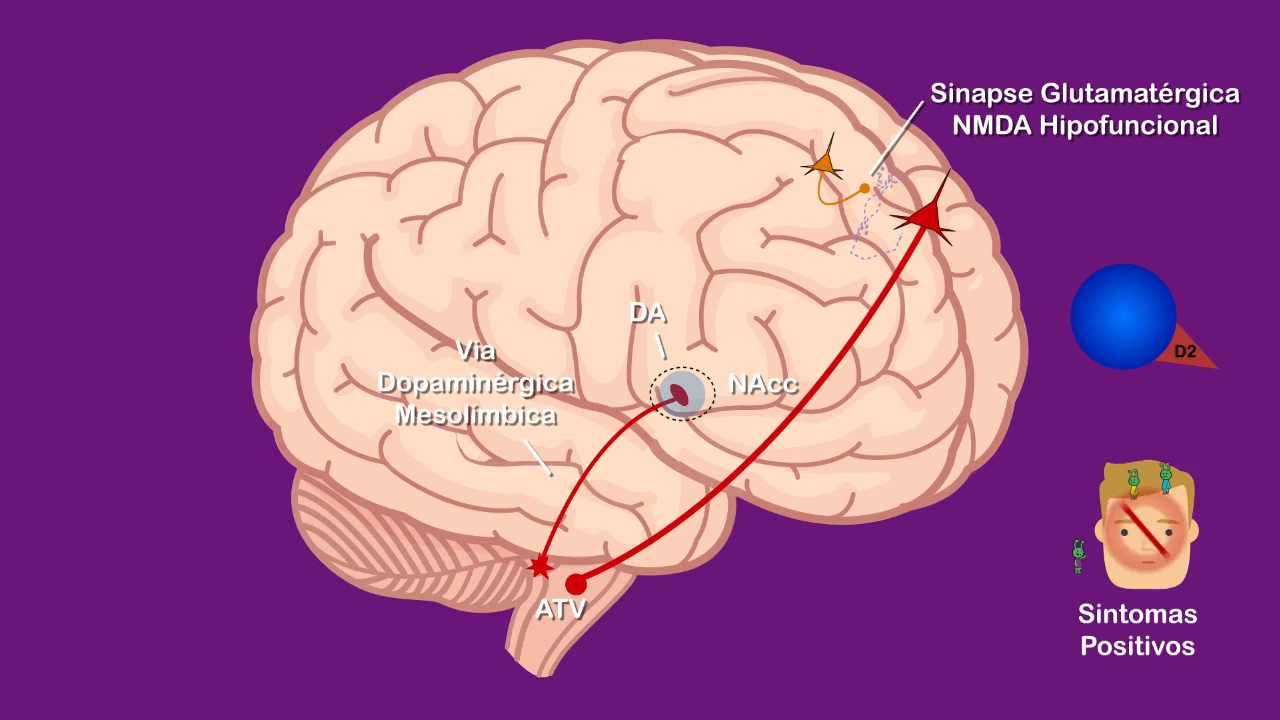 Sinapse Glutamatérgica
NMDA Hipofuncional
DA
Via
Dopaminérgica
Mesolímbica
NAcc
D2
ATV
Sintomas
Positivos